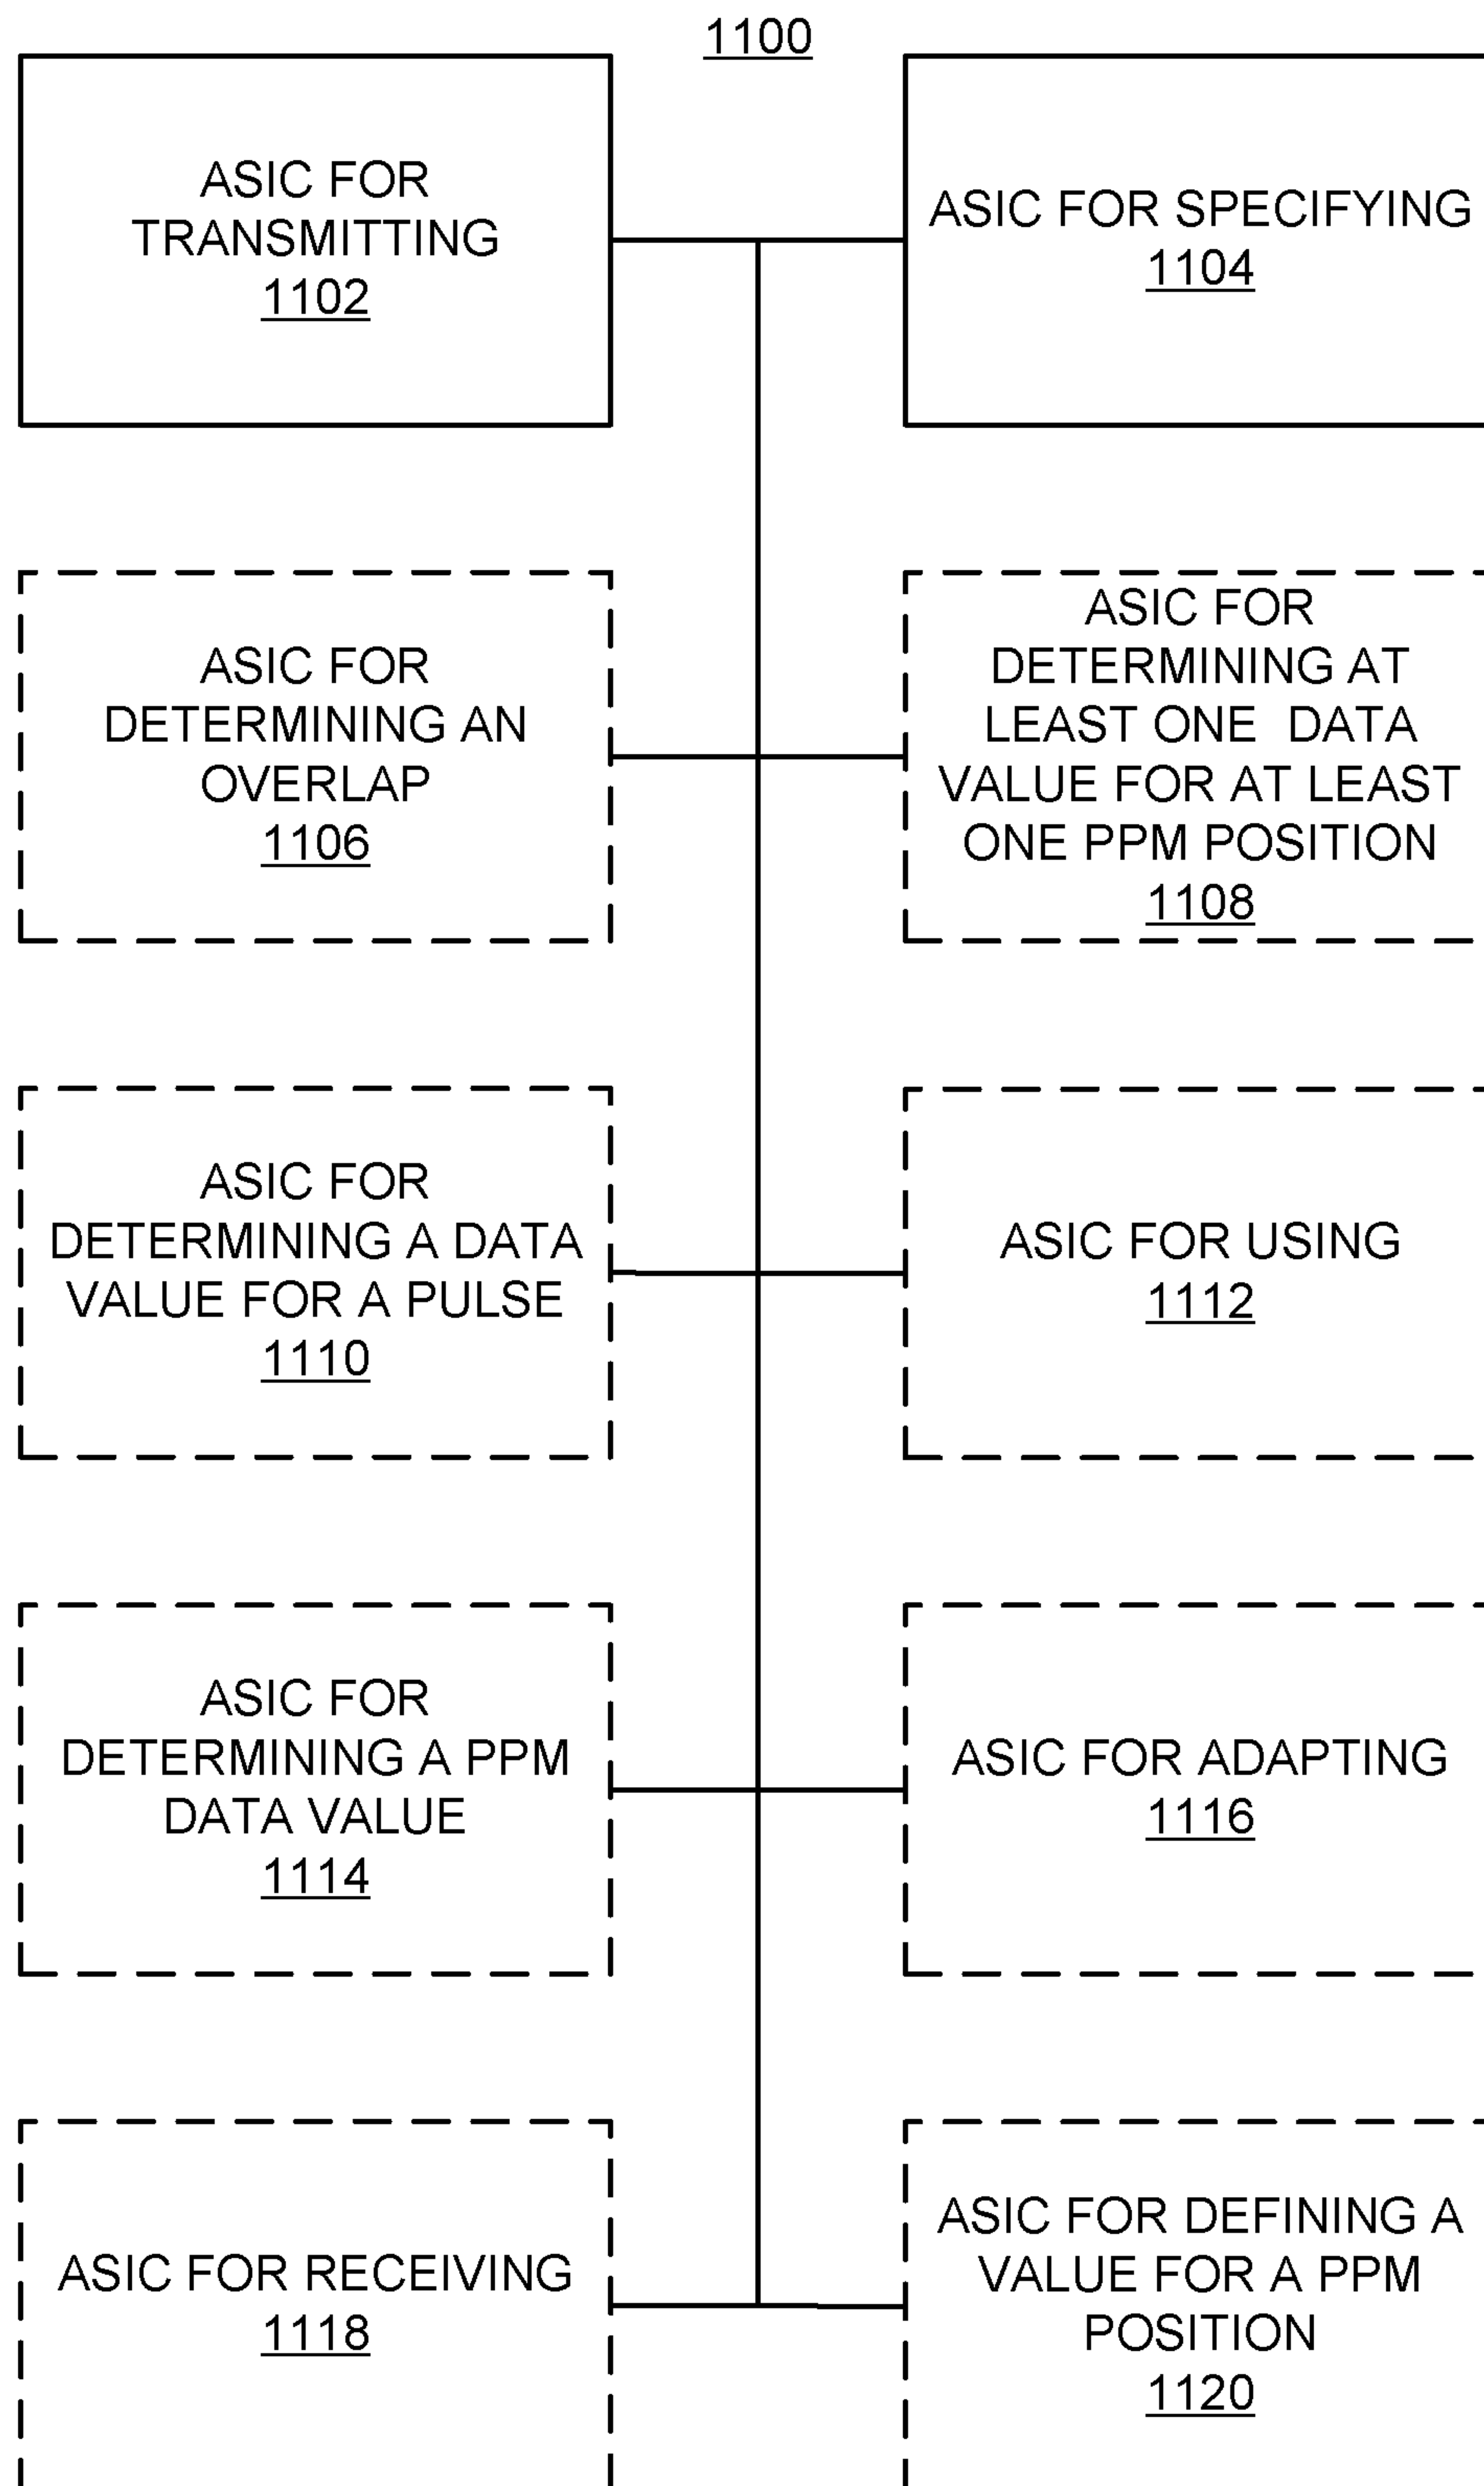 1100
ASIC FOR
TRANSMITTING
1102
ASIC FOR SPECIFYING
1104
ASIC FOR
DETERMINING AN
OVERLAP
1106
ASIC FOR
DETERMINING AT
LEAST ONE DATA
VALUE FOR AT LEAST
ONE PPM POSITION
1108
ASIC FOR
DETERMINING A DATA
VALUE FOR A PULSE
1110
ASIC FOR USING
1112
ASIC FOR
DETERMINING A PPM
DATA VALUE
1114
ASIC FOR ADAPTING
1116
ASIC FOR RECEIVING
1118
ASIC FOR DEFINING A
VALUE FOR A PPM
POSITION
1120